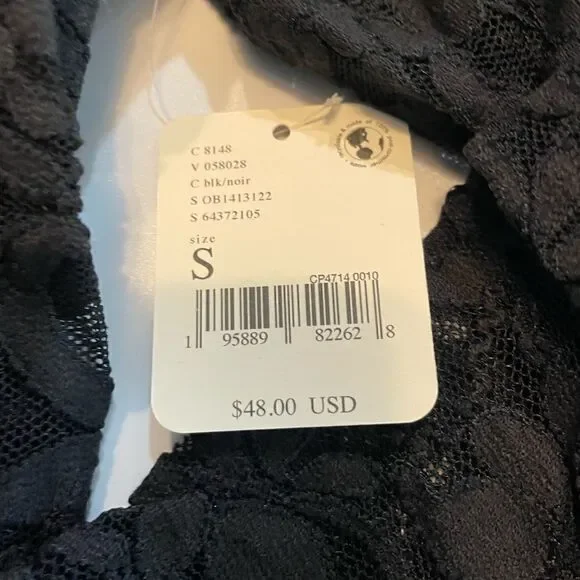 C 8148
V 058028
C blk/noir
S OB1413122
S 64372105
size
S
CP4714 0010
1 95889 82262 8
$48.00 USD